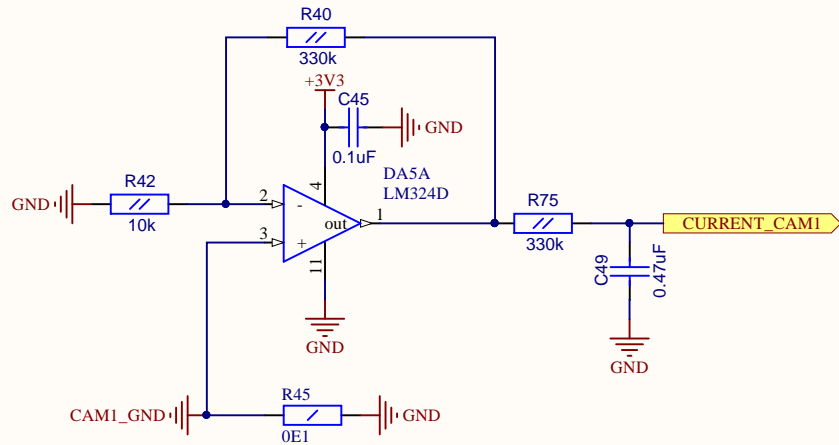 R40
330k
+3V3
C45
GND
0.1uF
DA5A
LM324D
R42
GND
10k
2
-
4
out
1
3
+
11
R75
330k
CURRENT_CAM1
C49
0.47uF
GND
GND
R45
CAM1_GND
GND
0E1